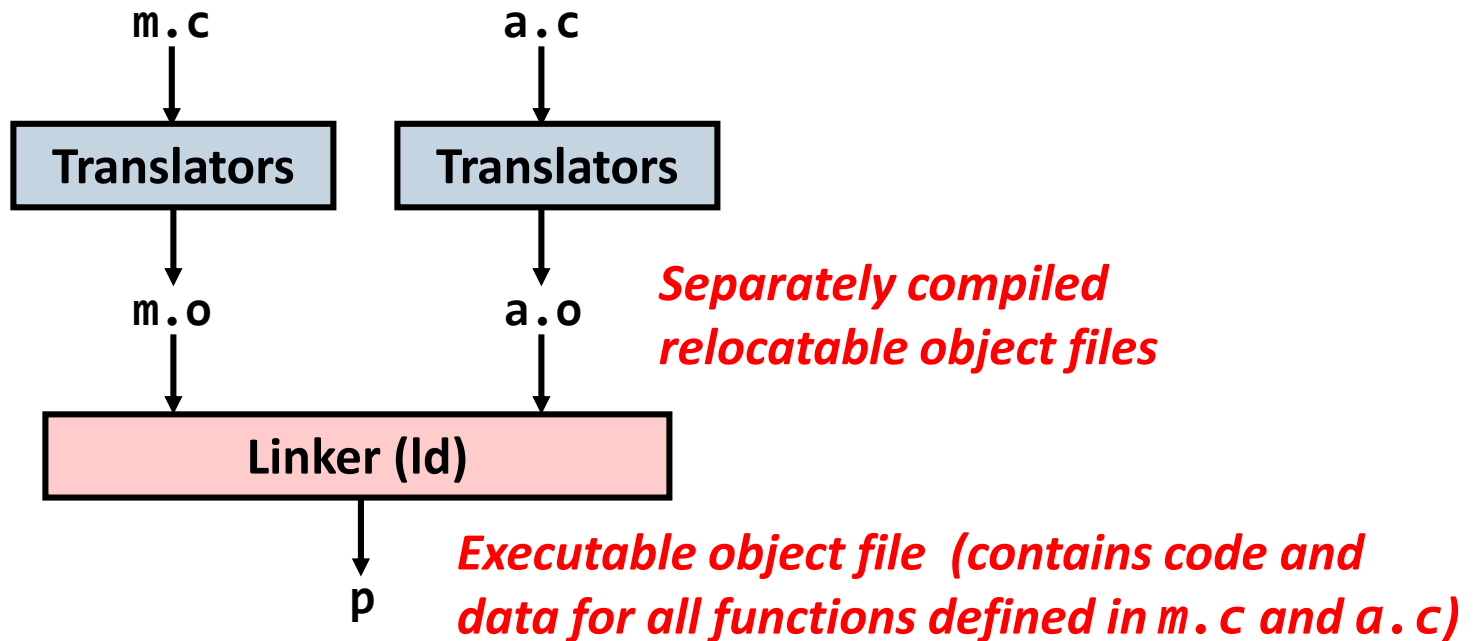 m.c
a.c
Translators
Translators
m.o
a.o
Separately compiled
relocatable object files
Linker (ld)
p
Executable object file (contains code and
data for all functions defined in m.c and a.c)